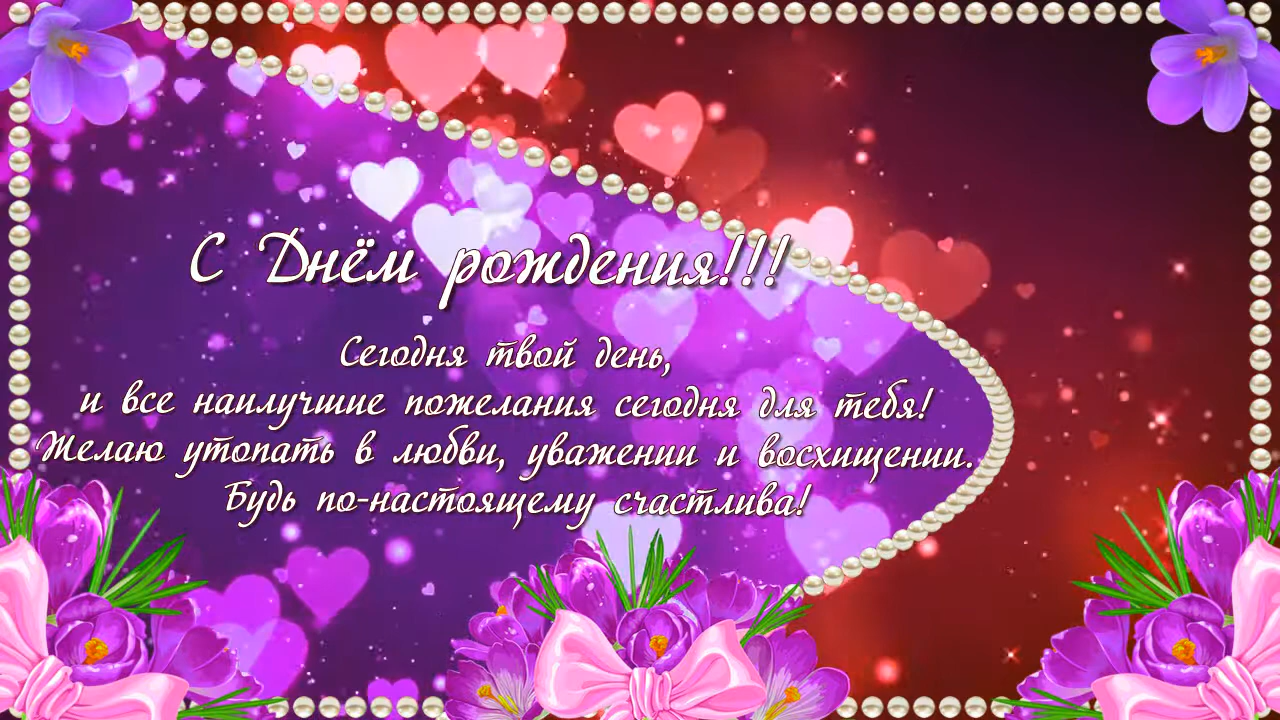 С Днём рождения!!!
Сегодня твой день,
и все наилучшие пожелания сегодня для тебя!
Желаю утопать в любви, уважении и восхищении.
Будь по-настоящему счастлива!